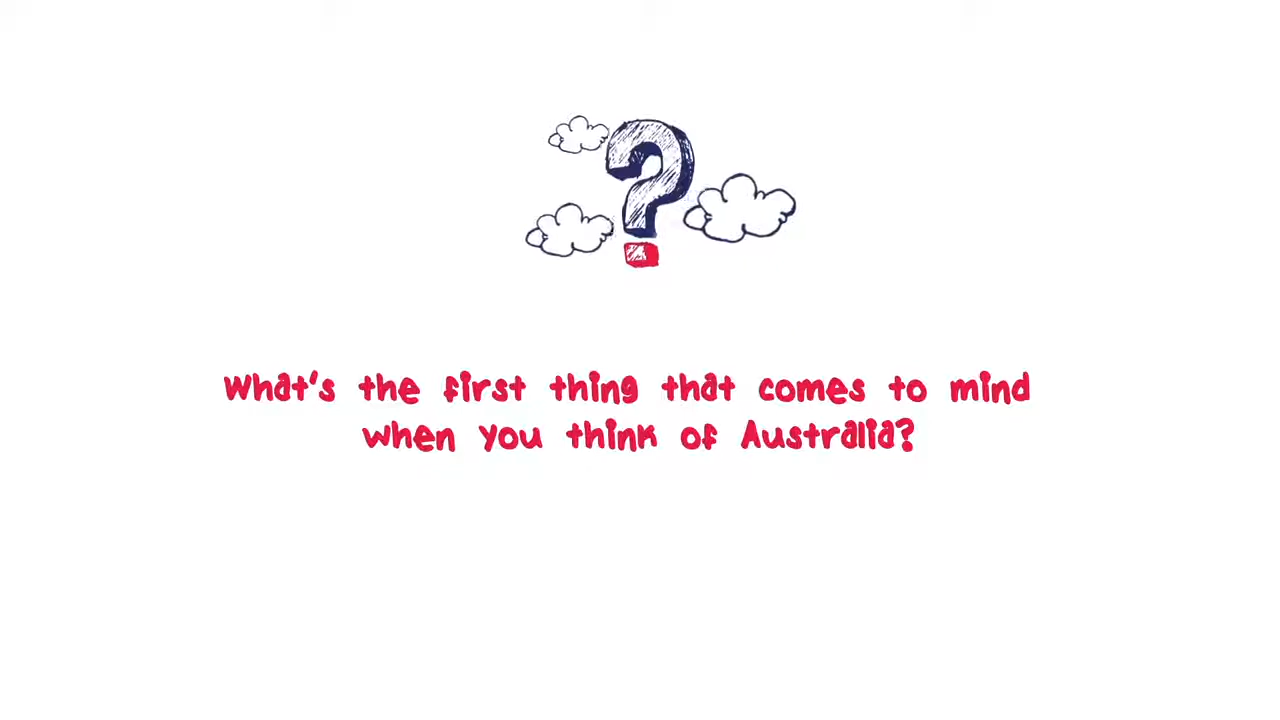 What's the first thing that comes to mind
when you think of Australia?